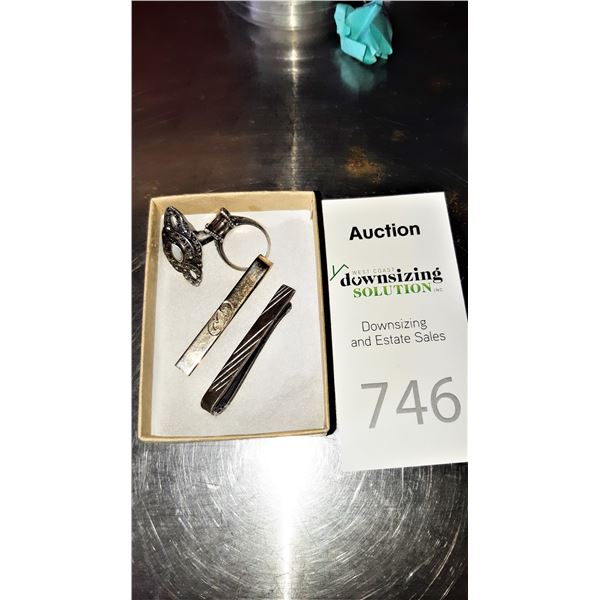 Auction
WEST COAST
downsizing
SOLUTION INC.
Downsizing
and Estate Sales
746